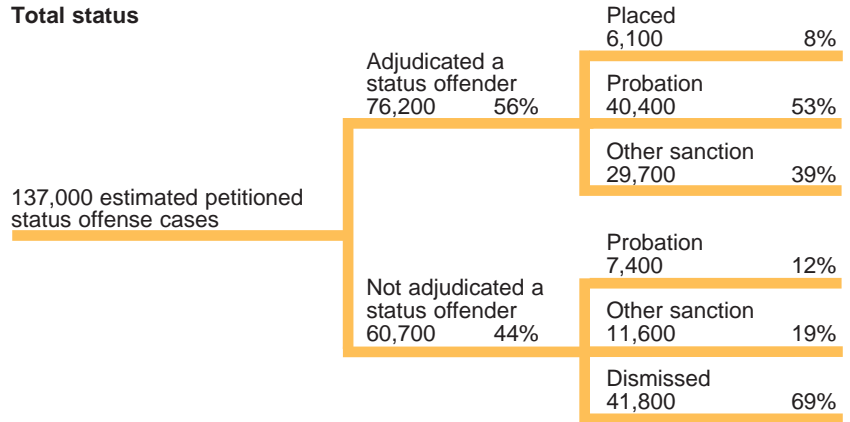 Total status
137,000 estimated petitioned
status offense cases
Adjudicated a
status offender
76,200 56%
Placed
6,100 8%
Probation
40,400 53%
Other sanction
29,700 39%
Not adjudicated a
status offender
60,700 44%
Probation
7,400 12%
Other sanction
11,600 19%
Dismissed
41,800 69%